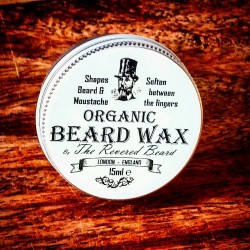 Shapes Beard & Moustache
Soften between the fingers
ORGANIC
BEARD WAX
By The Revered Beard
LONDON - ENGLAND
15ml e